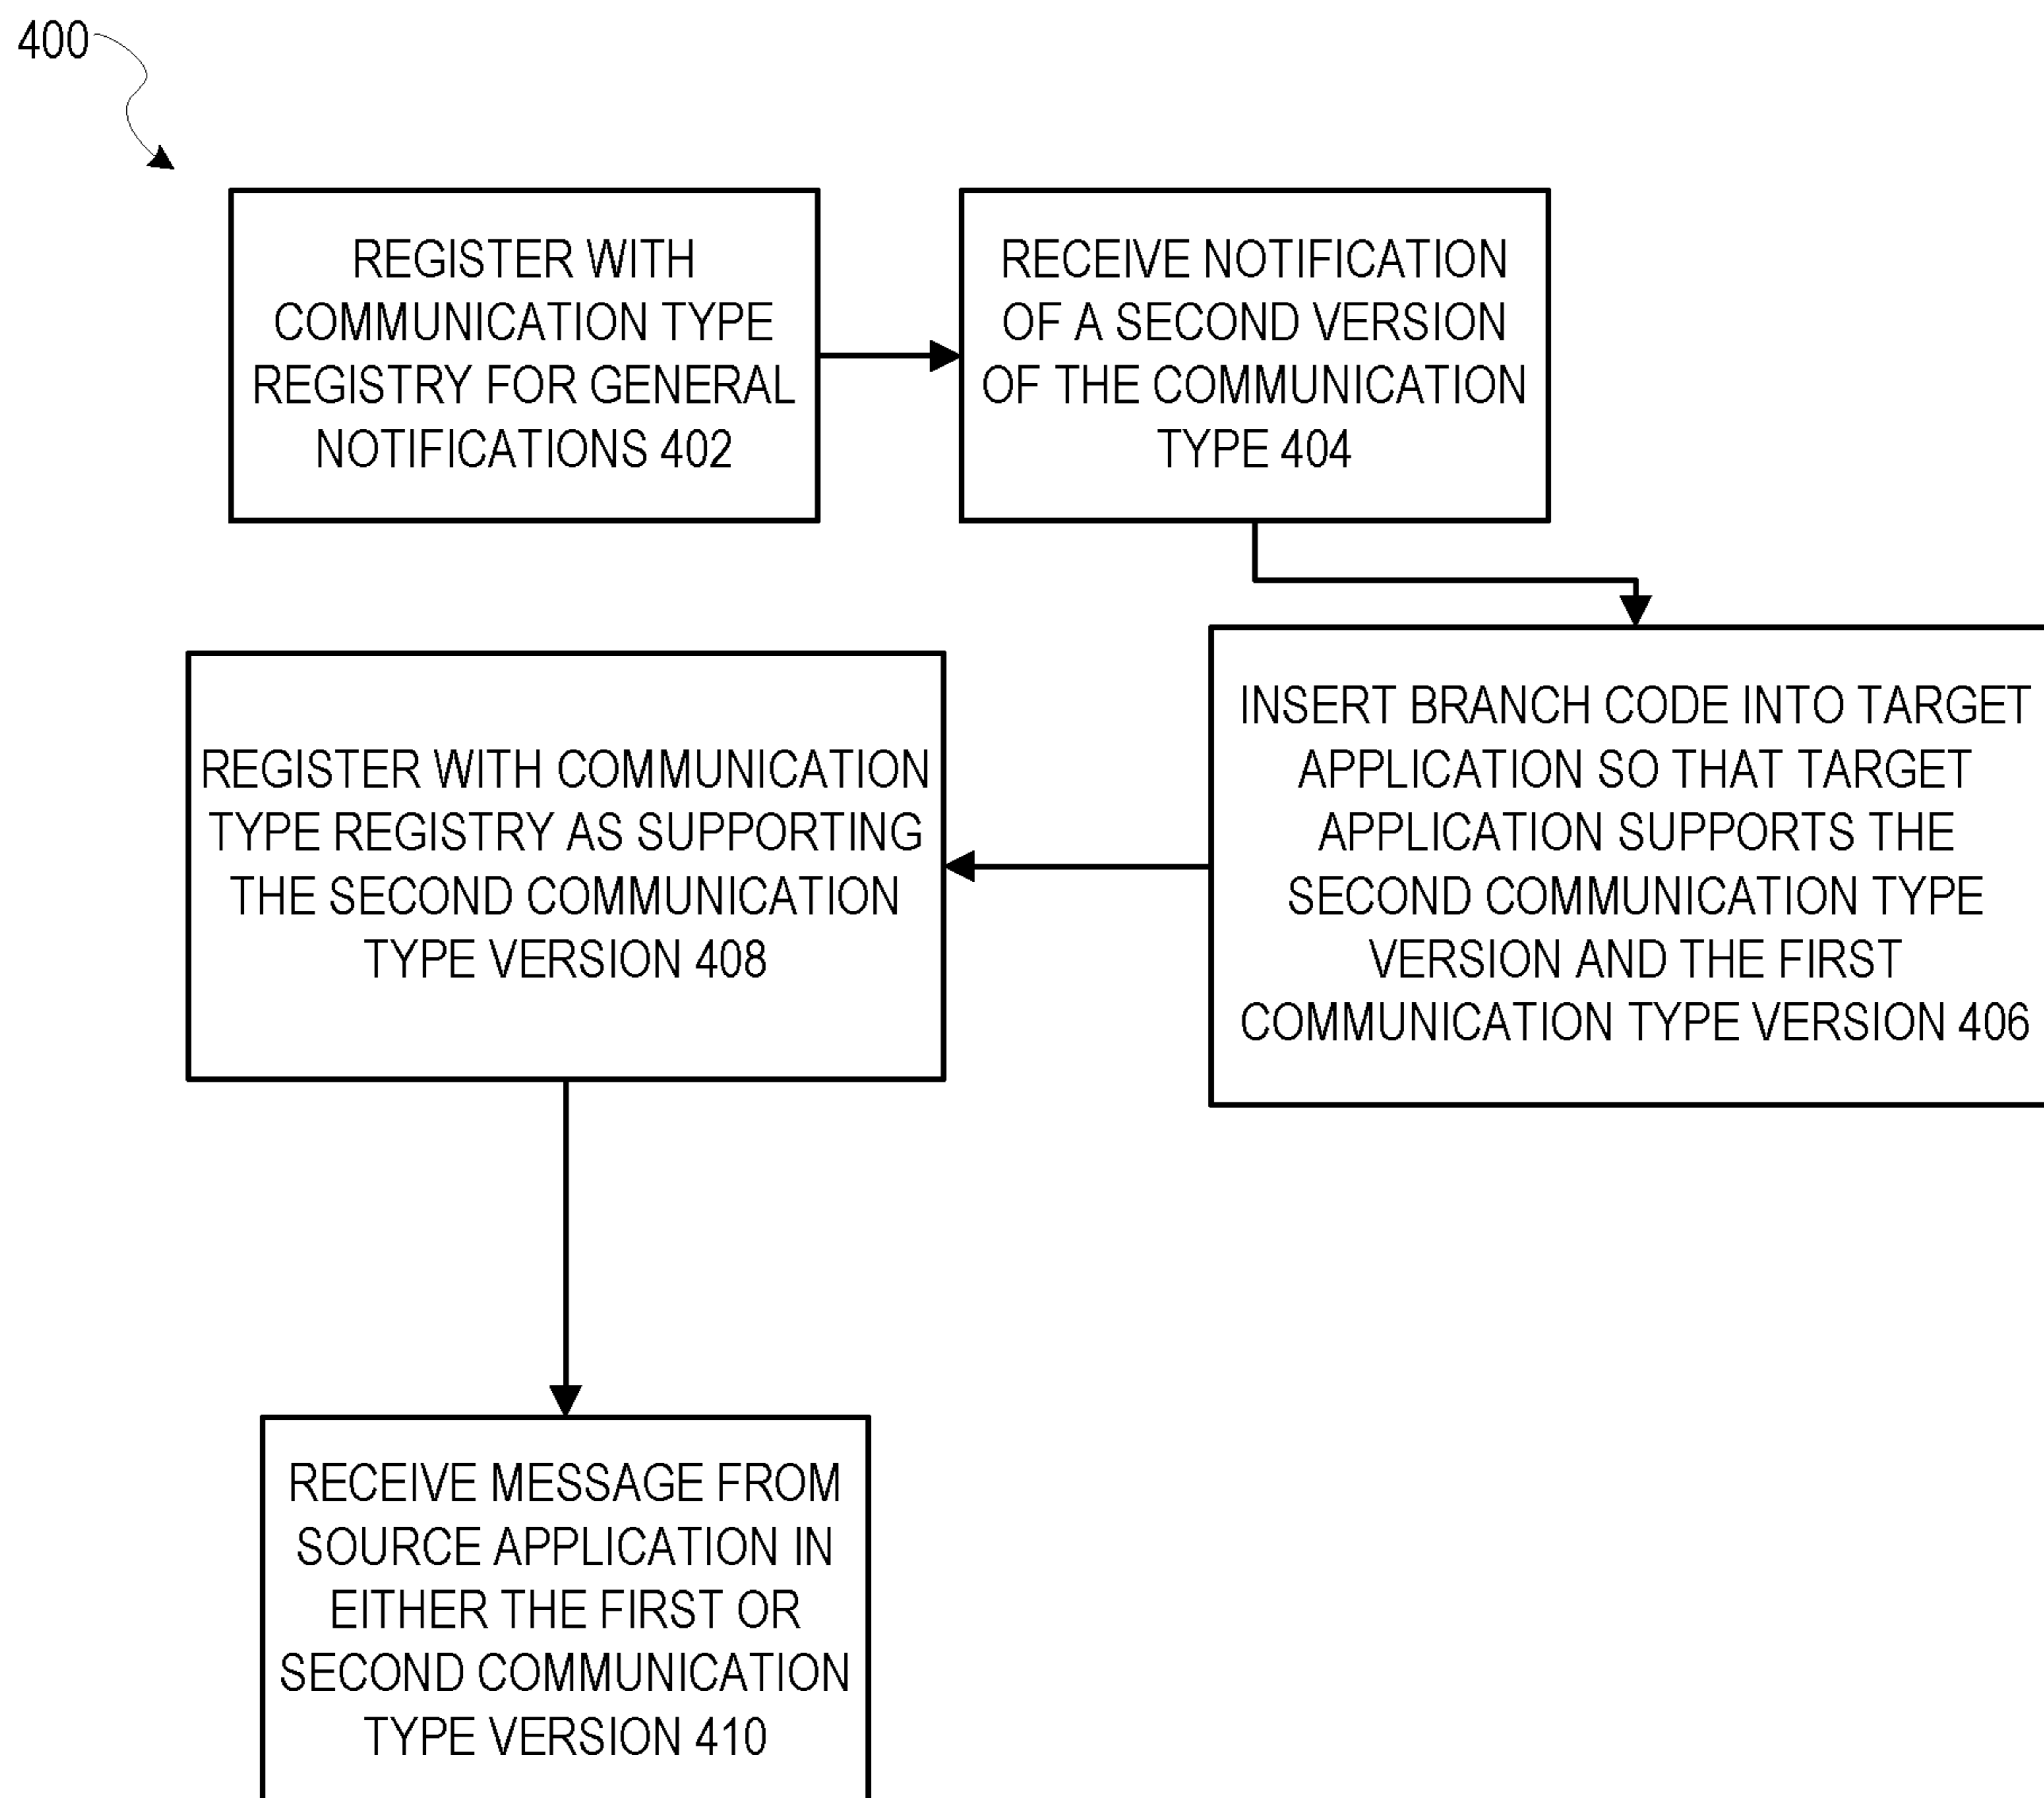 400
REGISTER WITH
COMMUNICATION TYPE
REGISTRY FOR GENERAL
NOTIFICATIONS 402
RECEIVE NOTIFICATION
OF A SECOND VERSION
OF THE COMMUNICATION
TYPE 404
INSERT BRANCH CODE INTO TARGET
APPLICATION SO THAT TARGET
APPLICATION SUPPORTS THE
SECOND COMMUNICATION TYPE
VERSION AND THE FIRST
COMMUNICATION TYPE VERSION 406
REGISTER WITH COMMUNICATION
TYPE REGISTRY AS SUPPORTING
THE SECOND COMMUNICATION
TYPE VERSION 408
RECEIVE MESSAGE FROM
SOURCE APPLICATION IN
EITHER THE FIRST OR
SECOND COMMUNICATION
TYPE VERSION 410